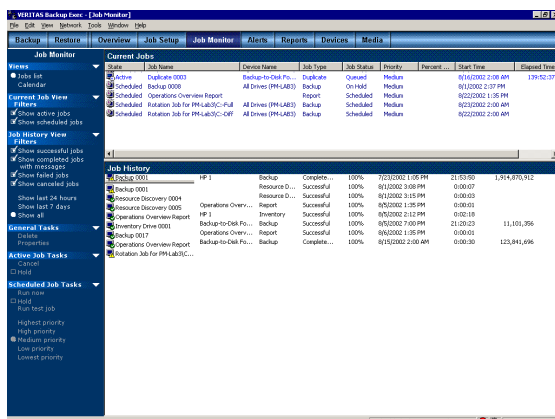 VERITAS Backup Exec - [Job Monitor]
File Edit View Network Tools Window Help
Backup Restore Overview Job Setup Job Monitor Alerts Reports Devices Media
Job Monitor
Views
Jobs list
Calendar
Current Job View
Filters
Show active jobs
Show scheduled jobs
Job History View
Filters
Show successful jobs
Show completed jobs
with messages
Show failed jobs
Show canceled jobs
Show last 24 hours
Show last 7 days
Show all
General Tasks
Delete
Properties
Active Job Tasks
Cancel
Hold
Scheduled Job Tasks
Run now
Hold
Run test job
Highest priority
High priority
Medium priority
Low priority
Lowest priority
Current Jobs
State Job Name Device Name Job Type Job Status Priority Percent ... Start Time Elapsed Time
Active Duplicate 0003 Backup-to-Disk Fo... Duplicate Queued Medium 8/16/2002 2:08 AM 139:52:37
Scheduled Backup 0008 All Drives (PM-LAB3) Backup On Hold Medium 8/1/2002 2:37 PM
Scheduled Operations Overview Report Report Scheduled Medium 8/22/2002 1:35 PM
Scheduled Rotation Job for PM-Lab3\C:-Full All Drives (PM-LAB3) Backup Scheduled Medium 8/23/2002 2:00 AM
Scheduled Rotation Job for PM-Lab3\C:-Diff All Drives (PM-LAB3) Backup Scheduled Medium 8/22/2002 2:00 AM
Job History
Backup 0001 HP 1 Backup Complete... 100% 7/23/2002 1:05 PM 21:53:50 1,914,870,912
Backup 0001 Resource D... Successful 100% 8/1/2002 3:08 PM 0:00:07
Resource Discovery 0004 Resource D... Successful 100% 8/1/2002 3:15 PM 0:00:03
Resource Discovery 0005 Operations Overv... Report Successful 100% 8/5/2002 1:35 PM 0:00:01
Operations Overview Report HP 1 Inventory Successful 100% 8/5/2002 2:12 PM 0:02:18
Inventory Drive 0001 Backup-to-Disk Fo... Backup Successful 100% 8/5/2002 7:00 PM 21:20:23 11,101,356
Backup 0017 Operations Overv... Report Successful 100% 8/6/2002 1:35 PM 0:00:01
Operations Overview Report Backup-to-Disk Fo... Backup Complete... 100% 8/15/2002 2:00 AM 0:00:30 123,841,696
Rotation Job for PM-Lab3\C...